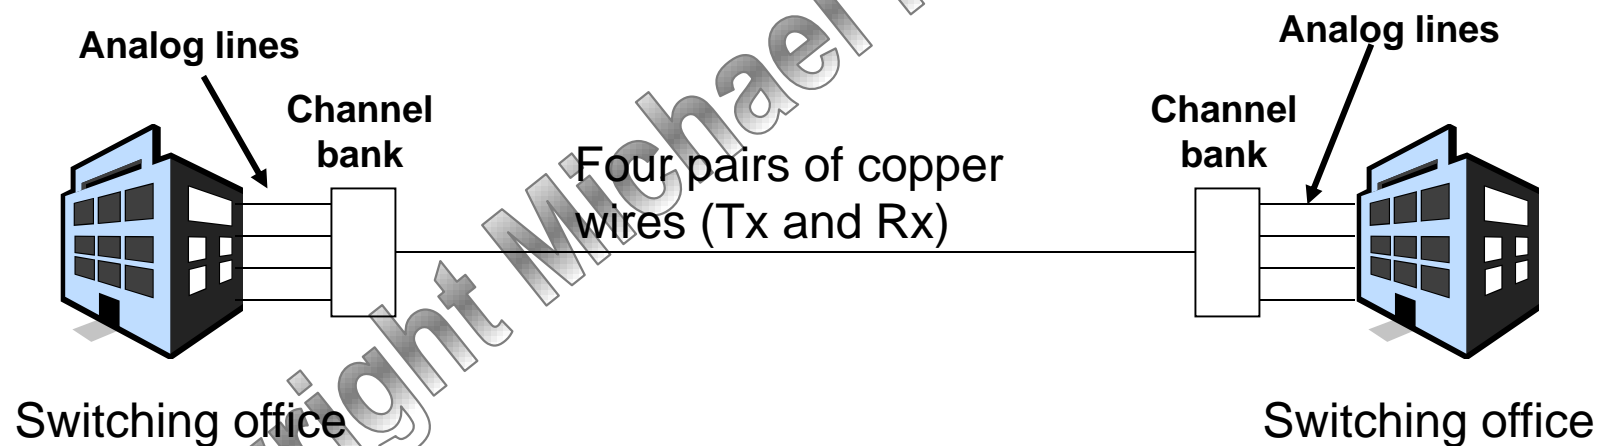 Analog lines
Analog lines
Channel
bank
Channel
bank
Four pairs of copper
wires (Tx and Rx)
Switching office
Switching office
right Michael